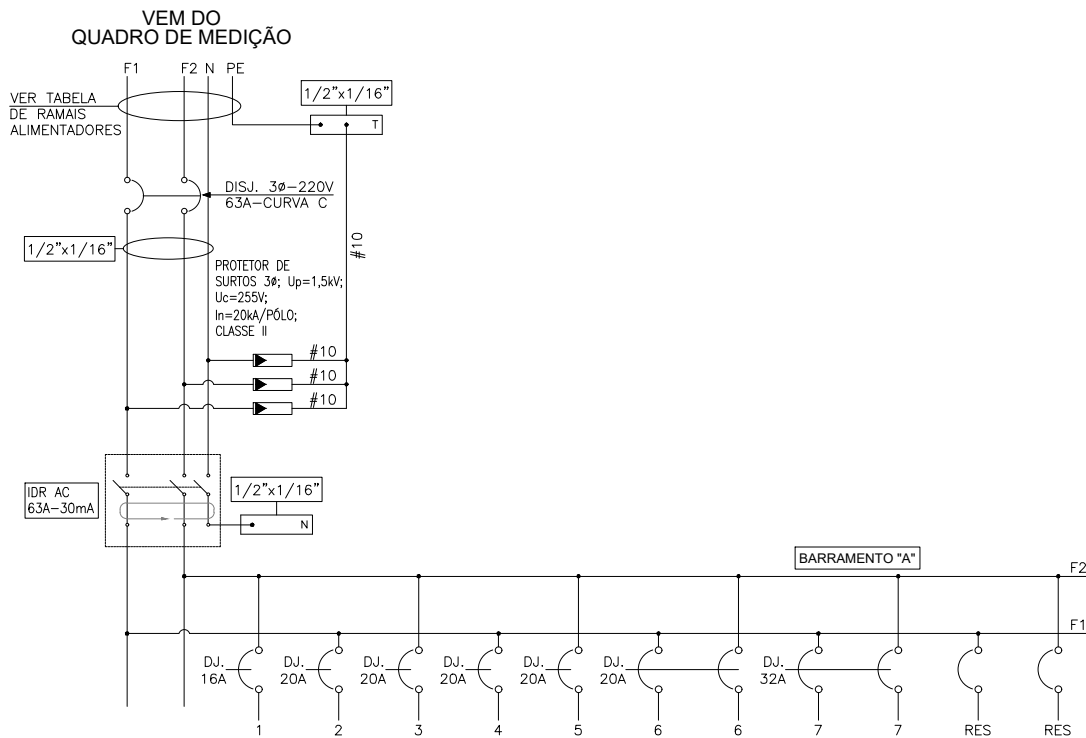 VEM DO
QUADRO DE MEDIÇÃO
F1 F2 N PE
VER TABELA
DE RAMAIS
ALIMENTADORES
1/2"x1/16"
T
DISJ. 3ø-220V
63A-CURVA C
1/2"x1/16"
#10
PROTETOR DE
SURTOS 3ø; Up=1,5kV;
Uc=255V;
In=20kA/PÓLO;
CLASSE II
#10
#10
#10
IDR AC
63A-30mA
1/2"x1/16"
N
BARRAMENTO "A"
F2
F1
DJ.
16A
DJ.
20A
DJ.
20A
DJ.
20A
DJ.
20A
DJ.
20A
DJ.
32A
1 2 3 4 5 6 6 7 7 RES RES